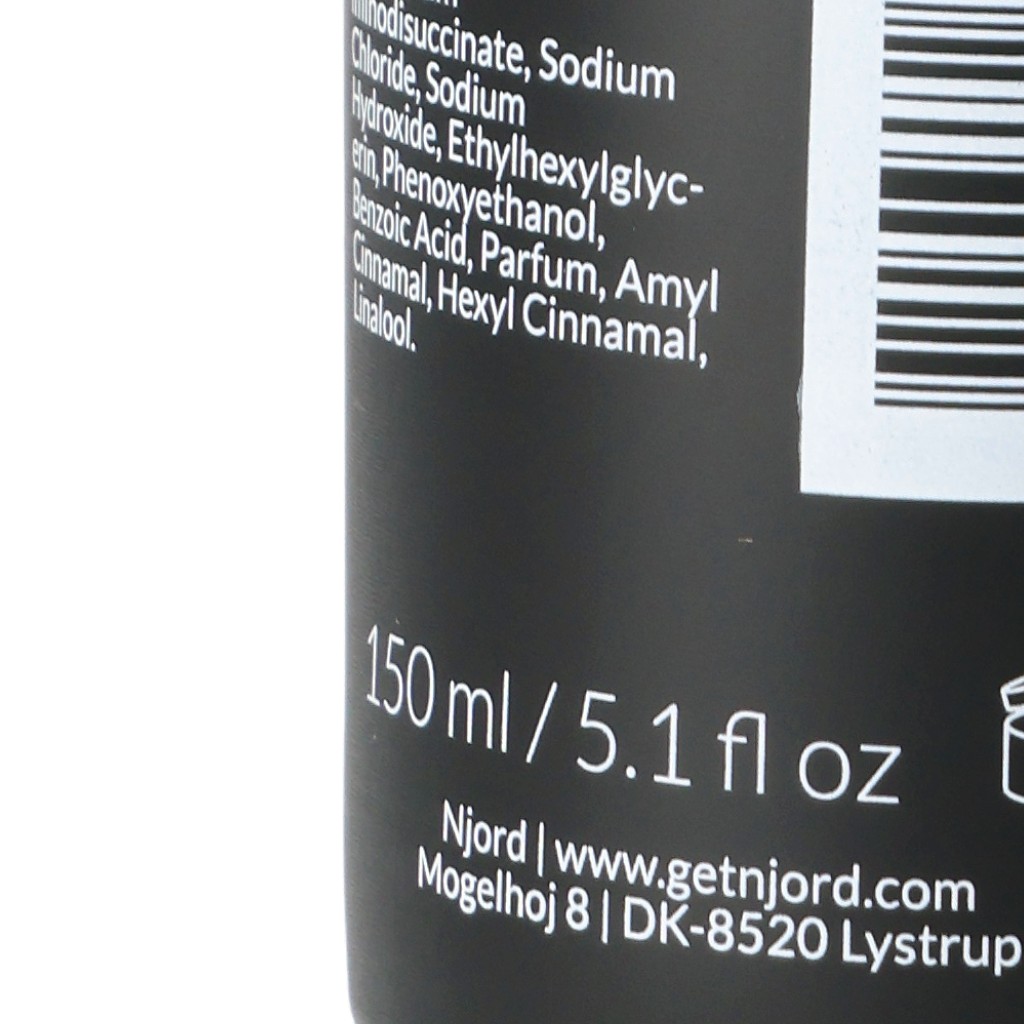 Iminodisuccinate, Sodium
Chloride, Sodium
Hydroxide, Ethylhexylglyc-
erin, Phenoxyethanol,
Benzoic Acid, Parfum, Amyl
Cinnamal, Hexyl Cinnamal,
Linalool.
150 ml / 5.1 fl oz
Njord | www.getnjord.com
Mogelhoj 8 | DK-8520 Lystrup